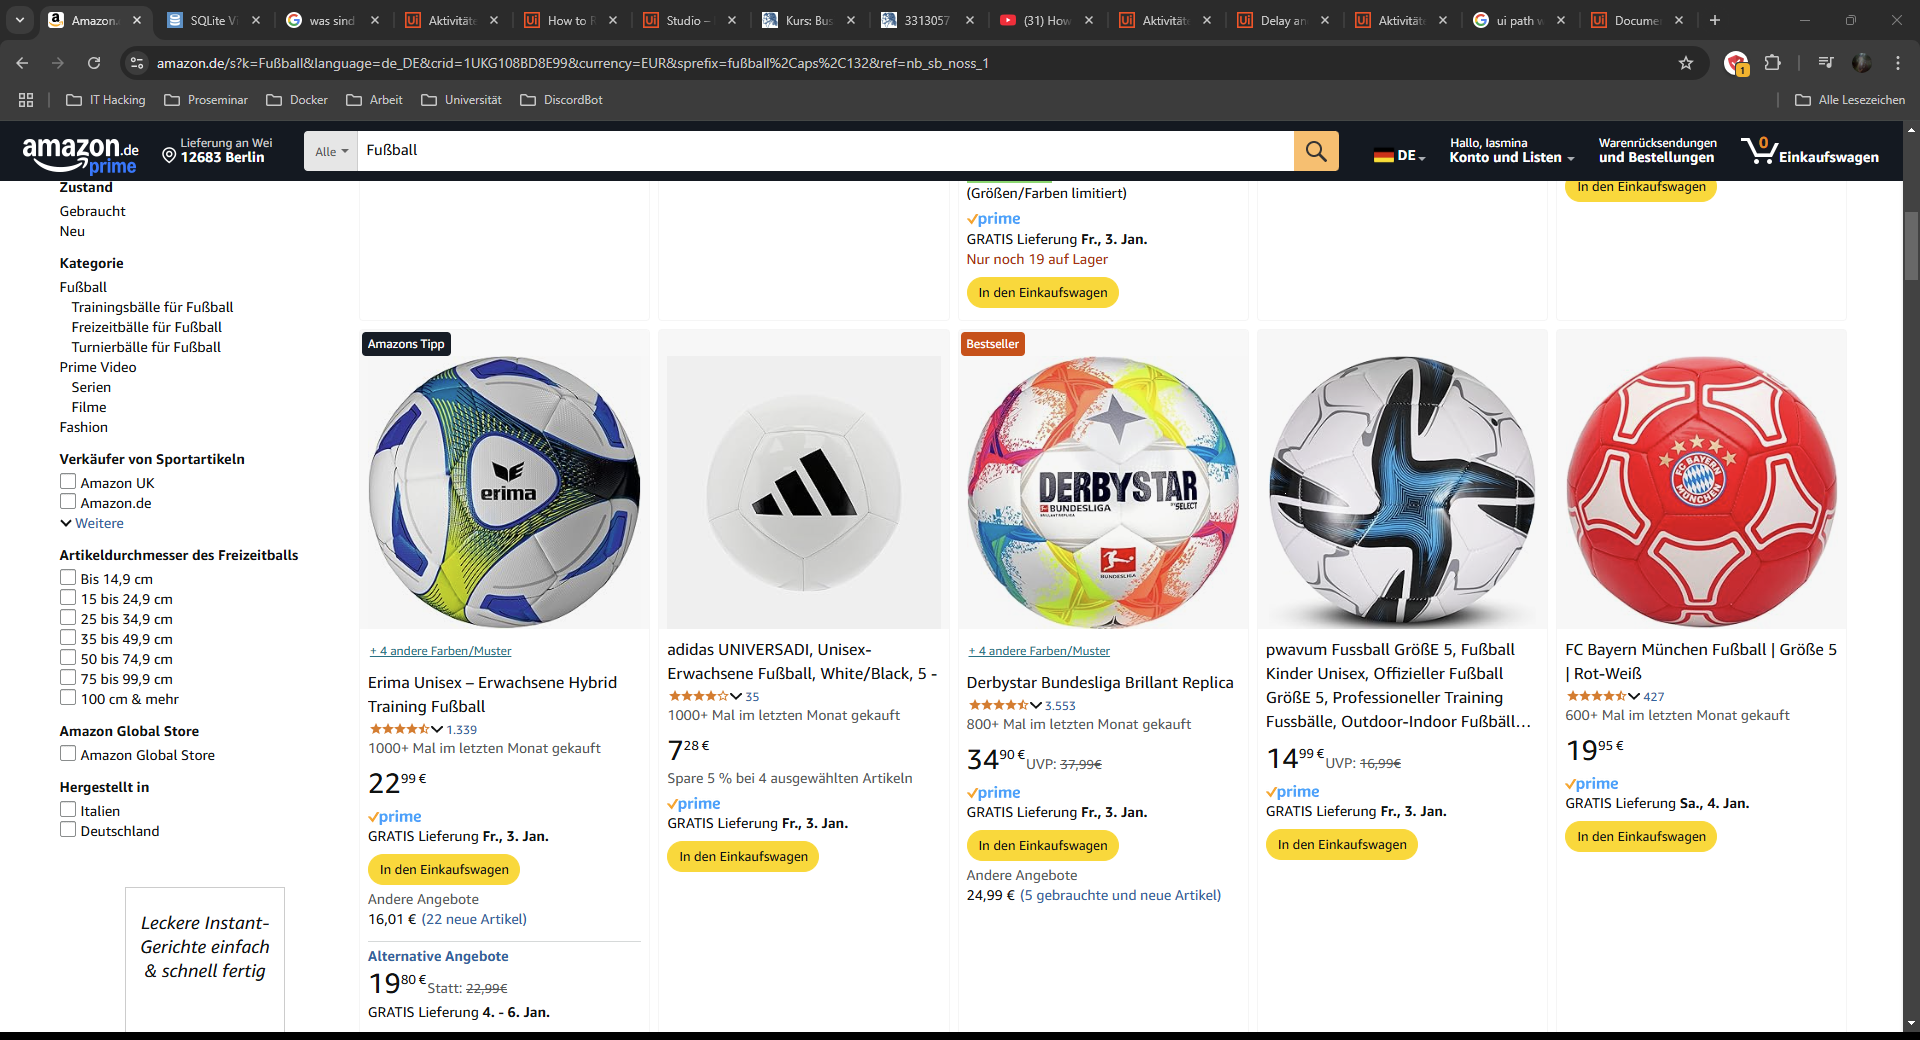 Amazon.
SQLite Vi
was sind
Aktivitäte
How to R
Studio –
Kurs: Bus
3313057
(31) How
Aktivitäte
Delay an
Aktivität
ui path w
Docume
amazon.de/s?k=Fußball&language=de_DE&crid=1UKG108BD8E99&currency=EUR&sprefix=fußball%2Caps%2C132&ref=nb_sb_noss_1
1
IT Hacking
Proseminar
Docker
Arbeit
Universität
DiscordBot
Alle Lesezeichen
amazon.de
prime
Lieferung an Wei
12683 Berlin
Alle
Fußball
DE
Hallo, Iasmina
Konto und Listen
Warenrücksendungen
und Bestellungen
0
Einkaufswagen
Zustand
Gebraucht
Neu
Kategorie
Fußball
Trainingsbälle für Fußball
Freizeitbälle für Fußball
Turnierbälle für Fußball
Prime Video
Serien
Filme
Fashion
Verkäufer von Sportartikeln
Amazon UK
Amazon.de
Weitere
Artikeldurchmesser des Freizeitballs
Bis 14,9 cm
15 bis 24,9 cm
25 bis 34,9 cm
35 bis 49,9 cm
50 bis 74,9 cm
75 bis 99,9 cm
100 cm & mehr
Amazon Global Store
Amazon Global Store
Hergestellt in
Italien
Deutschland
Leckere Instant-
Gerichte einfach
& schnell fertig
(Größen/Farben limitiert)
prime
GRATIS Lieferung Fr., 3. Jan.
Nur noch 19 auf Lager
In den Einkaufswagen
In den Einkaufswagen
Amazons Tipp
erima
+ 4 andere Farben/Muster
Erima Unisex – Erwachsene Hybrid
Training Fußball
1.339
1000+ Mal im letzten Monat gekauft
22,99 €
prime
GRATIS Lieferung Fr., 3. Jan.
In den Einkaufswagen
Andere Angebote
16,01 € (22 neue Artikel)
Alternative Angebote
19,80 € Statt: 22,99€
GRATIS Lieferung 4. - 6. Jan.
adidas UNIVERSADI, Unisex-
Erwachsene Fußball, White/Black, 5 -
35
1000+ Mal im letzten Monat gekauft
7,28 €
Spare 5 % bei 4 ausgewählten Artikeln
prime
GRATIS Lieferung Fr., 3. Jan.
In den Einkaufswagen
Bestseller
DERBYSTAR
BY SELECT
BUNDESLIGA
BRILLANT REPLICA
BUNDESLIGA
+ 4 andere Farben/Muster
Derbystar Bundesliga Brillant Replica
3.553
800+ Mal im letzten Monat gekauft
34,90 € UVP: 37,99€
prime
GRATIS Lieferung Fr., 3. Jan.
In den Einkaufswagen
Andere Angebote
24,99 € (5 gebrauchte und neue Artikel)
pwavum Fussball GrößE 5, Fußball
Kinder Unisex, Offizieller Fußball
GrößE 5, Professioneller Training
Fussbälle, Outdoor-Indoor Fußbäll…
14,99 € UVP: 16,99€
prime
GRATIS Lieferung Fr., 3. Jan.
In den Einkaufswagen
FC BAYERN
MÜNCHEN
FC Bayern München Fußball | Größe 5
| Rot-Weiß
427
600+ Mal im letzten Monat gekauft
19,95 €
prime
GRATIS Lieferung Sa., 4. Jan.
In den Einkaufswagen